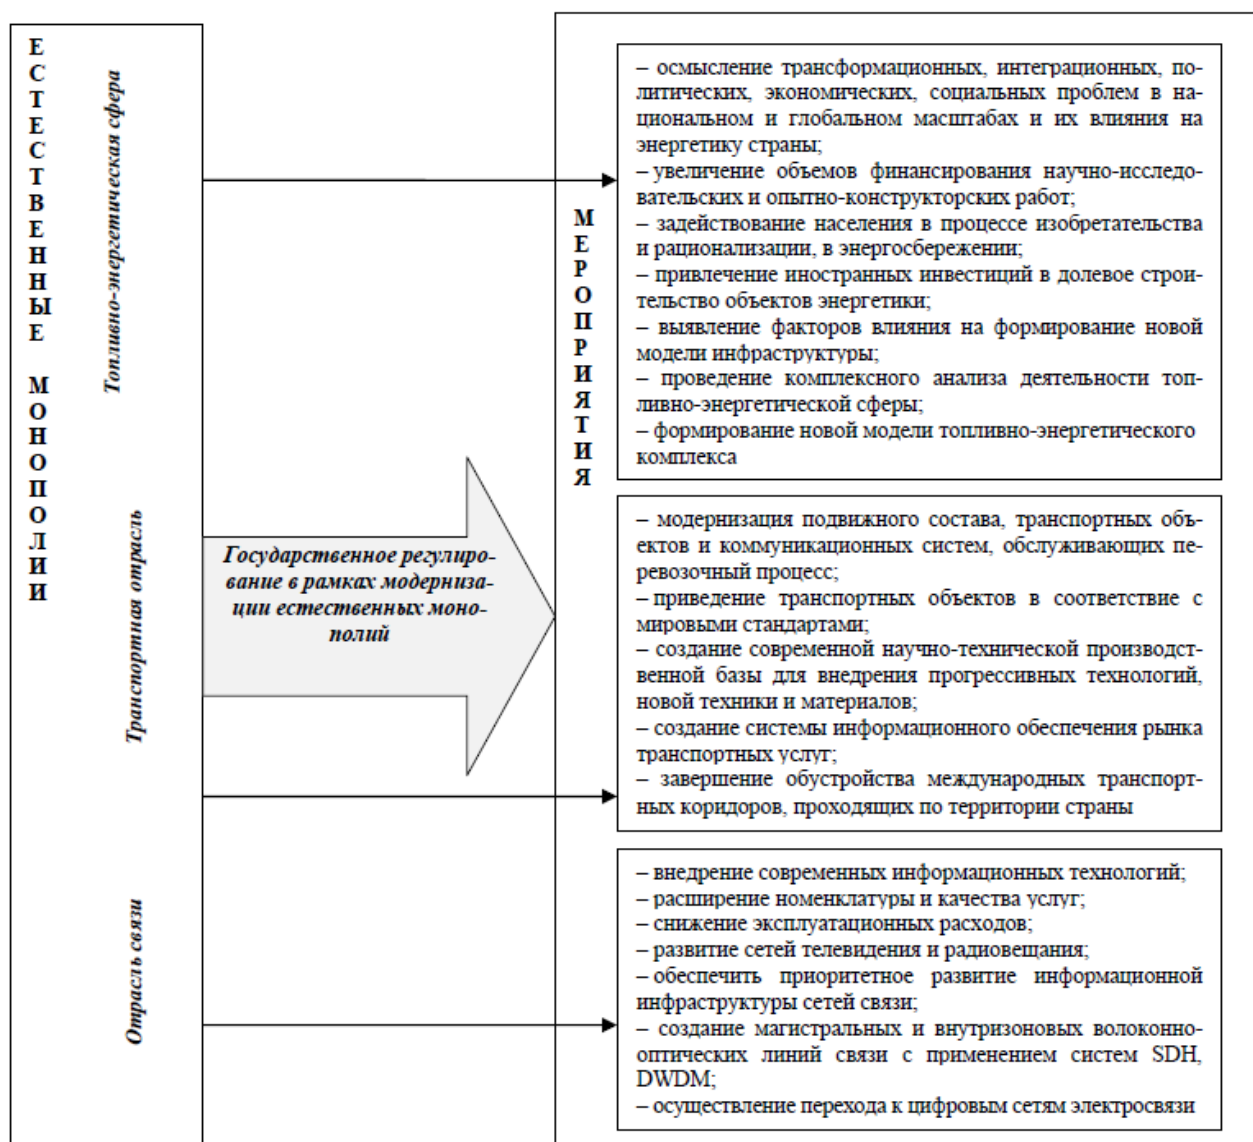 ЕСТЕСТВЕННЫЕ МОНОПОЛИИ
Топливно-энергетическая сфера
Транспортная отрасль
Отрасль связи
Государственное регулиро-
вание в рамках модерниза-
ции естественных моно-
полий
МЕРОПРИЯТИЯ
– осмысление трансформационных, интеграционных, по-
литических, экономических, социальных проблем в на-
циональном и глобальном масштабах и их влияния на
энергетику страны;
– увеличение объемов финансирования научно-исследо-
вательских и опытно-конструкторских работ;
– задействование населения в процессе изобретательства
и рационализации, в энергосбережении;
– привлечение иностранных инвестиций в долевое строи-
тельство объектов энергетики;
– выявление факторов влияния на формирование новой
модели инфраструктуры;
– проведение комплексного анализа деятельности топ-
ливно-энергетической сферы;
– формирование новой модели топливно-энергетического
комплекса
– модернизация подвижного состава, транспортных объ-
ектов и коммуникационных систем, обслуживающих пе-
ревозочный процесс;
– приведение транспортных объектов в соответствие с
мировыми стандартами;
– создание современной научно-технической производст-
венной базы для внедрения прогрессивных технологий,
новой техники и материалов;
– создание системы информационного обеспечения рынка
транспортных услуг;
– завершение обустройства международных транспорт-
ных коридоров, проходящих по территории страны
– внедрение современных информационных технологий;
– расширение номенклатуры и качества услуг;
– снижение эксплуатационных расходов;
– развитие сетей телевидения и радиовещания;
– обеспечить приоритетное развитие информационной
инфраструктуры сетей связи;
– создание магистральных и внутризоновых волоконно-
оптических линий связи с применением систем SDH,
DWDM;
– осуществление перехода к цифровым сетям электросвязи